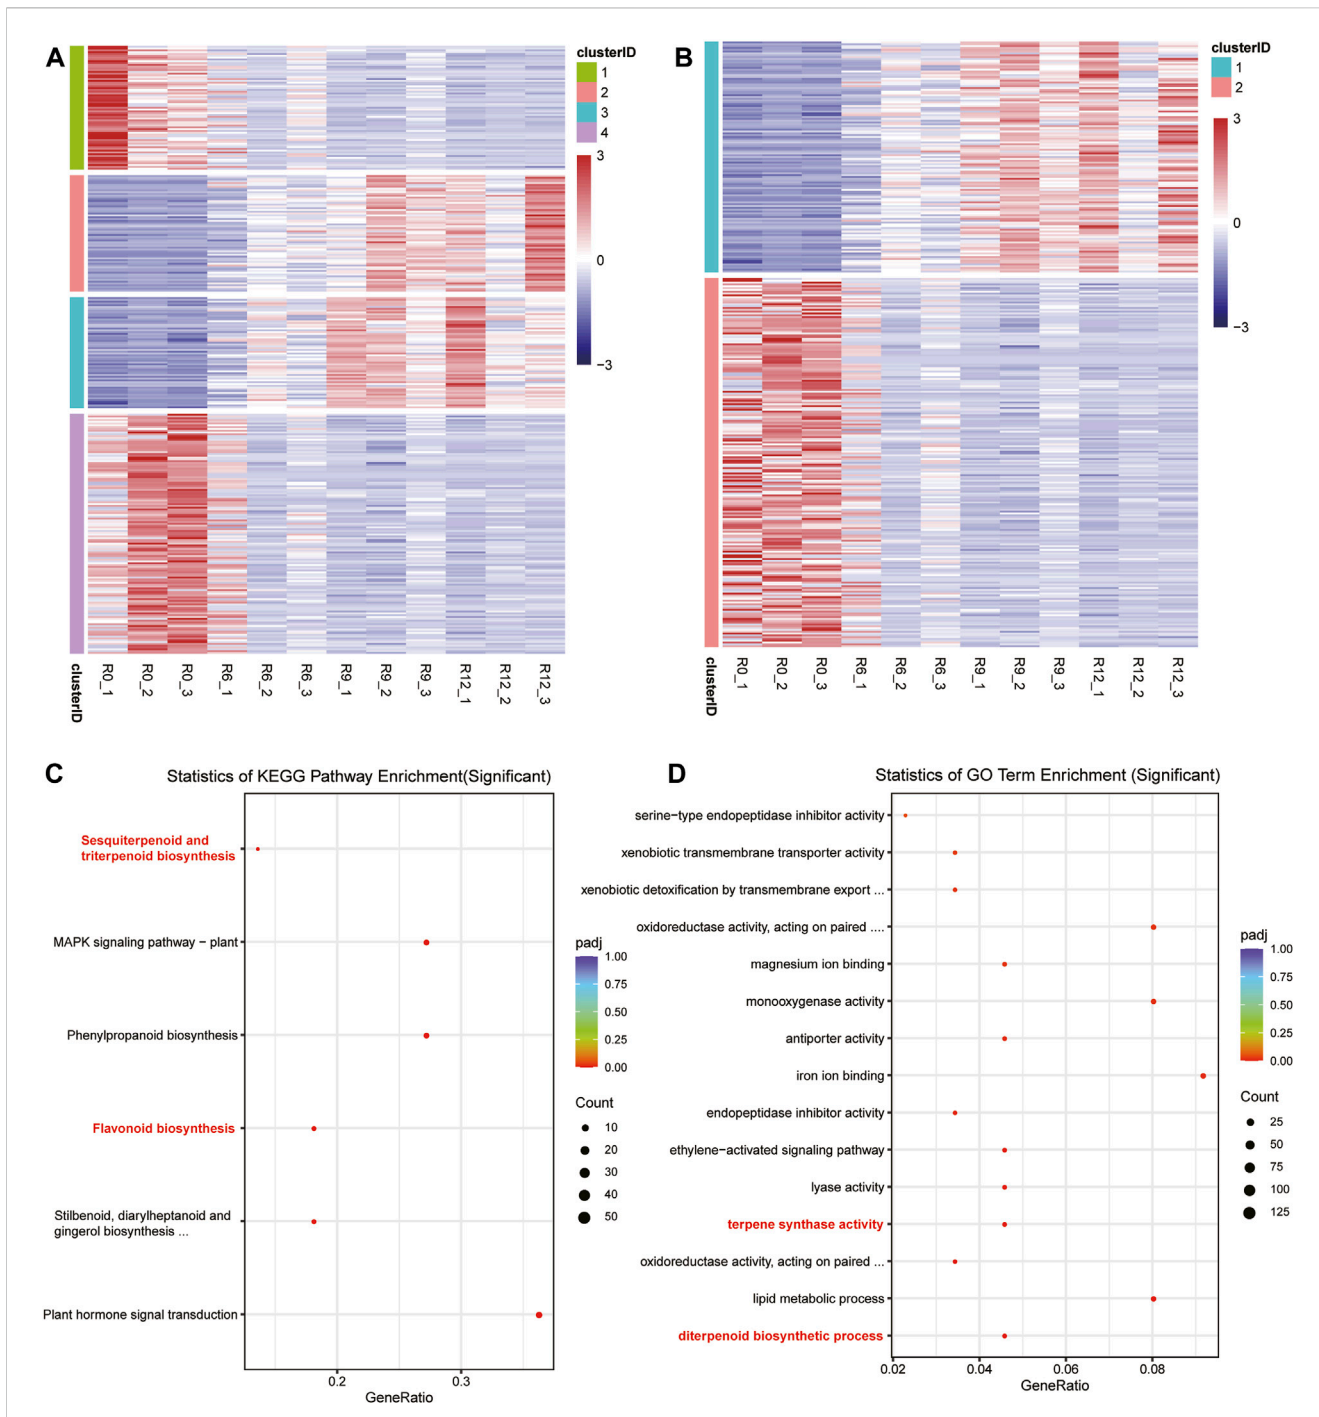 A
clusterID
1
2
3
4
3
0
−3
clusterID
R0_1
R0_2
R0_3
R6_1
R6_2
R6_3
R9_1
R9_2
R9_3
R12_1
R12_2
R12_3
B
clusterID
1
2
3
0
−3
clusterID
R0_1
R0_2
R0_3
R6_1
R6_2
R6_3
R9_1
R9_2
R9_3
R12_1
R12_2
R12_3
C
Statistics of KEGG Pathway Enrichment(Significant)
Sesquiterpenoid and
triterpenoid biosynthesis
MAPK signaling pathway − plant
Phenylpropanoid biosynthesis
Flavonoid biosynthesis
Stilbenoid, diarylheptanoid and
gingerol biosynthesis ...
Plant hormone signal transduction
0.2
0.3
GeneRatio
padj
1.00
0.75
0.50
0.25
0.00
Count
10
20
30
40
50
D
Statistics of GO Term Enrichment (Significant)
serine−type endopeptidase inhibitor activity
xenobiotic transmembrane transporter activity
xenobiotic detoxification by transmembrane export ...
oxidoreductase activity, acting on paired ....
magnesium ion binding
monooxygenase activity
antiporter activity
iron ion binding
endopeptidase inhibitor activity
ethylene−activated signaling pathway
lyase activity
terpene synthase activity
oxidoreductase activity, acting on paired ...
lipid metabolic process
diterpenoid biosynthetic process
0.02
0.04
0.06
0.08
GeneRatio
padj
1.00
0.75
0.50
0.25
0.00
Count
25
50
75
100
125